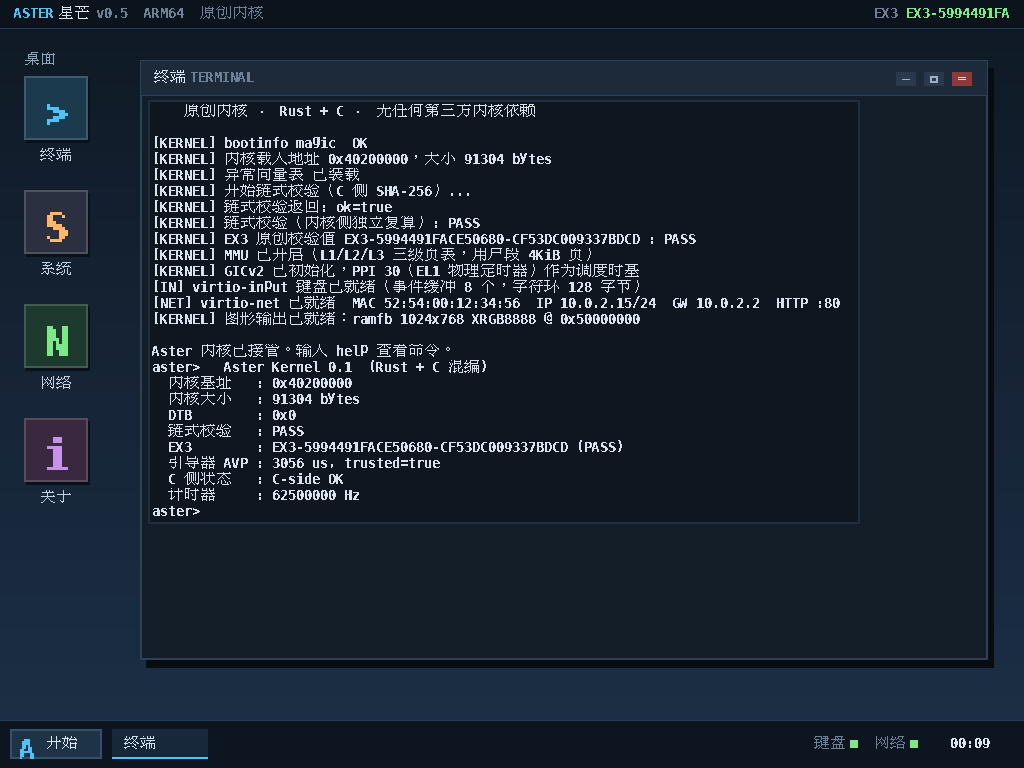 ASTER 星芒 v0.5 ARM64 原创内核
EX3 EX3-5994491FA
桌面
终端
系统
网络
关于
终端 TERMINAL
原创内核 · Rust + C · 无任何第三方内核依赖
[KERNEL] bootinfo magic OK
[KERNEL] 内核载入地址 0x40200000，大小 91304 bytes
[KERNEL] 异常向量表 已装载
[KERNEL] 开始链式校验（C 侧 SHA-256）...
[KERNEL] 链式校验返回: ok=true
[KERNEL] 链式校验（内核侧独立复算）: PASS
[KERNEL] EX3 原创校验值 EX3-5994491FACE50680-CF53DC009337BDCD : PASS
[KERNEL] MMU 已开启（L1/L2/L3 三级页表，用户段 4KiB 页）
[KERNEL] GICv2 已初始化，PPI 30（EL1 物理定时器）作为调度时基
[IN] virtio-input 键盘已就绪（事件缓冲 8 个，字符环 128 字节）
[NET] virtio-net 已就绪 MAC 52:54:00:12:34:56 IP 10.0.2.15/24 GW 10.0.2.2 HTTP :80
[KERNEL] 图形输出已就绪：ramfb 1024x768 XRGB8888 @ 0x50000000
Aster 内核已接管。输入 help 查看命令。
aster> Aster Kernel 0.1 (Rust + C 混编)
内核基址 : 0x40200000
内核大小 : 91304 bytes
DTB : 0x0
链式校验 : PASS
EX3 : EX3-5994491FACE50680-CF53DC009337BDCD (PASS)
引导器 AVP : 3056 us, trusted=true
C 侧状态 : C-side OK
计时器 : 62500000 Hz
aster>
开始 终端
键盘 网络 00:09